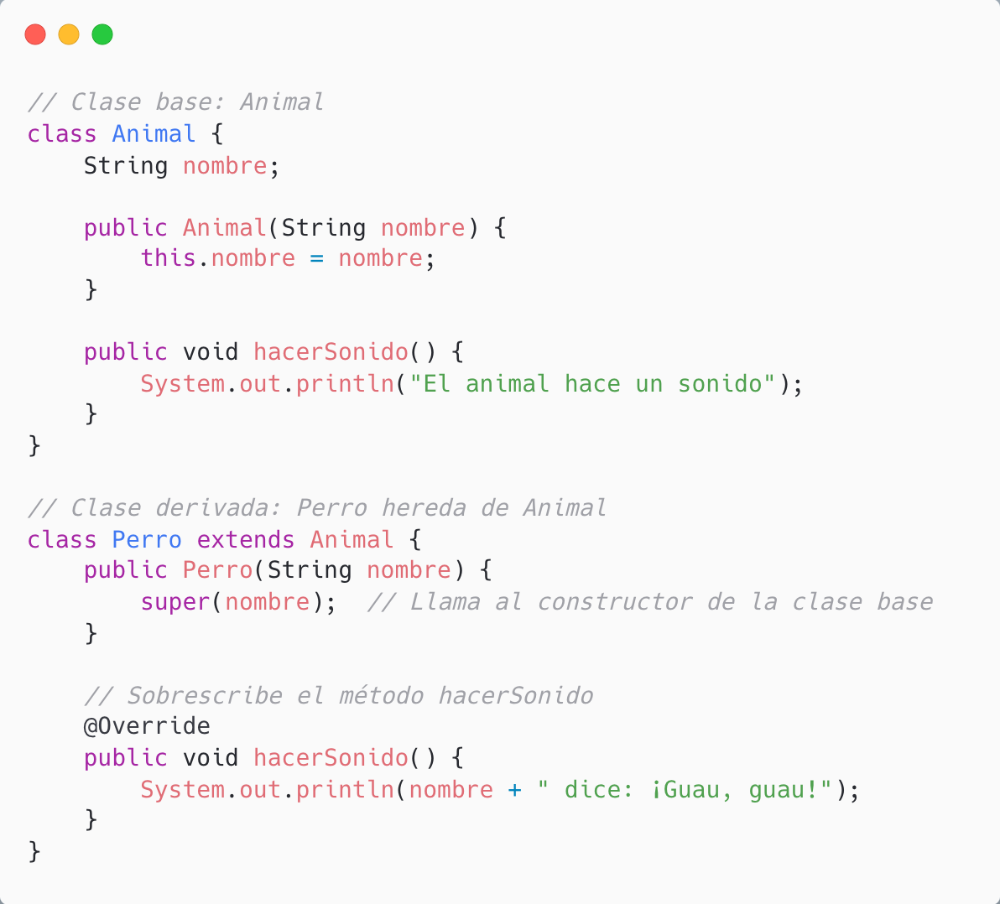 // Clase base: Animal
class Animal {
    String nombre;

    public Animal(String nombre) {
        this.nombre = nombre;
    }

    public void hacerSonido() {
        System.out.println("El animal hace un sonido");
    }
}

// Clase derivada: Perro hereda de Animal
class Perro extends Animal {
    public Perro(String nombre) {
        super(nombre);  // Llama al constructor de la clase base
    }

    // Sobrescribe el método hacerSonido
    @Override
    public void hacerSonido() {
        System.out.println(nombre + " dice: ¡Guau, guau!");
    }
}